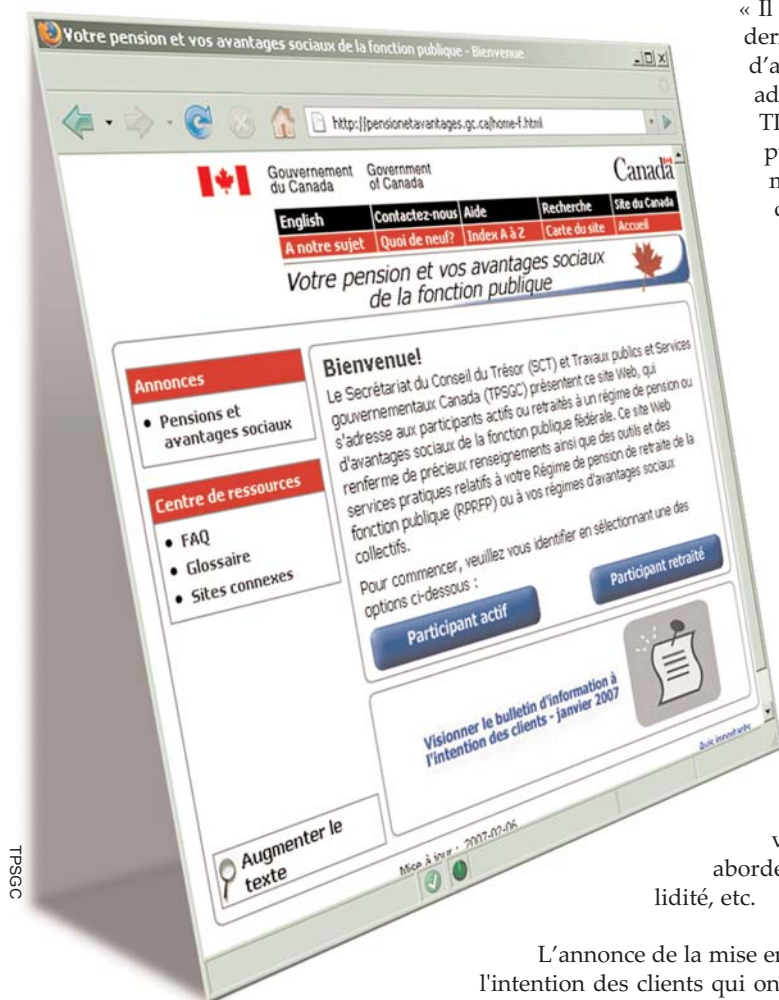 Votre pension et vos avantages sociaux de la fonction publique - Bienvenue
http://pensionetavantages.gc.ca/home-f.html
Gouvernement du Canada
Government of Canada
Canada
English Contactez-nous Aide Recherche Site du Canada
A notre sujet Quoi de neuf? Index A à Z Carte du site Accueil
Votre pension et vos avantages sociaux
de la fonction publique
Annonces
• Pensions et
avantages sociaux
Centre de ressources
• FAQ
• Glossaire
• Sites connexes
Augmenter le
texte
Bienvenue!
Le Secrétariat du Conseil du Trésor (SCT) et Travaux publics et Services
gouvernementaux Canada (TPSGC) présentent ce site Web, qui
s'adresse aux participants actifs ou retraités à un régime de pension ou
d'avantages sociaux de la fonction publique fédérale. Ce site Web
renferme de précieux renseignements ainsi que des outils et des
services pratiques relatifs à votre Régime de pension de retraite de la
fonction publique (RPRFP) ou à vos régimes d'avantages sociaux
collectifs.
Pour commencer, veuillez vous identifier en sélectionnant une des
options ci-dessous :
Participant actif
Participant retraité
Visionner le bulletin d'information à
l'intention des clients - janvier 2007
Avis importants
Mise à jour : 2007-02-06
TPSGC
« Il
d'a
ad
aborde
lidité, etc.
L'annonce de la mise en
l'intention des clients qui on